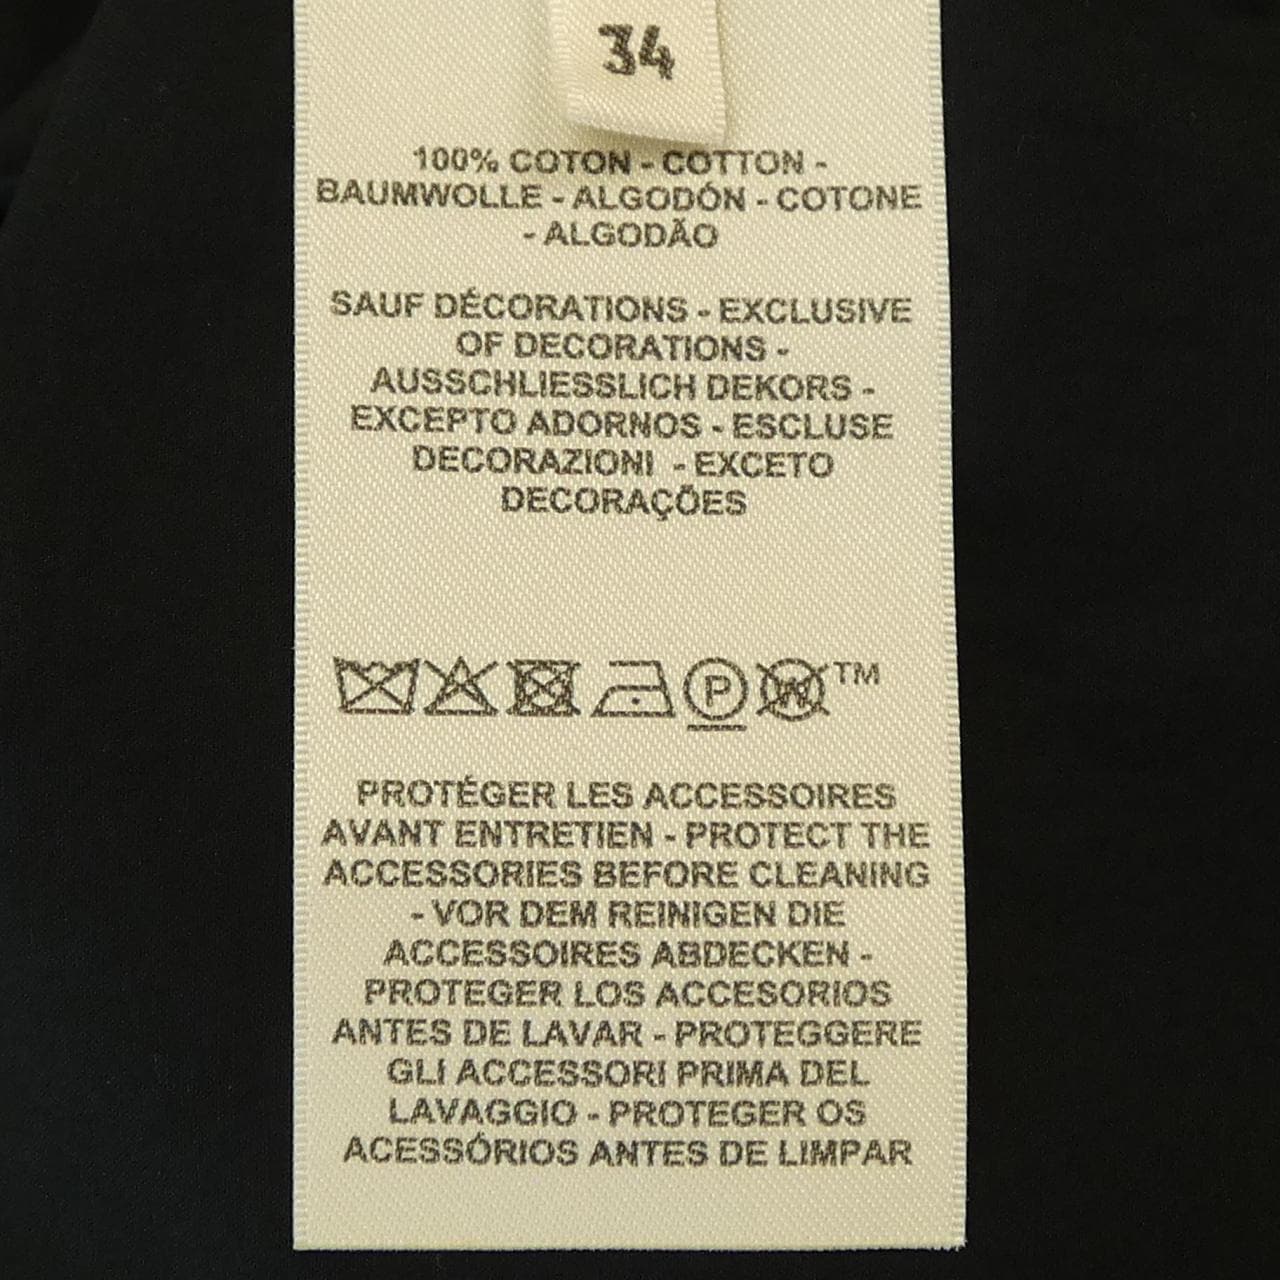 34
100% COTON - COTTON -
BAUMWOLLE - ALGODÓN - COTONE
- ALGODÃO
SAUF DÉCORATIONS - EXCLUSIVE
OF DECORATIONS -
AUSSCHLIESSLICH DEKORS -
EXCEPTO ADORNOS - ESCLUSE
DECORAZIONI - EXCETO
DECORAÇÕES
P W TM
PROTÉGER LES ACCESSOIRES
AVANT ENTRETIEN - PROTECT THE
ACCESSORIES BEFORE CLEANING
- VOR DEM REINIGEN DIE
ACCESSOIRES ABDECKEN -
PROTEGER LOS ACCESORIOS
ANTES DE LAVAR - PROTEGGERE
GLI ACCESSORI PRIMA DEL
LAVAGGIO - PROTEGER OS
ACESSÓRIOS ANTES DE LIMPAR